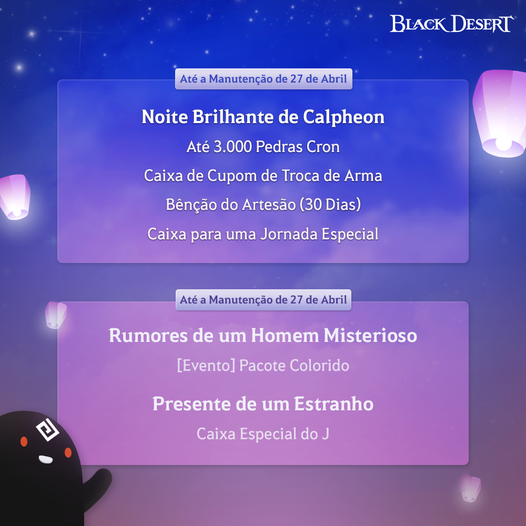 BLACK DESERT
Até a Manutenção de 27 de Abril
Noite Brilhante de Calpheon
Até 3.000 Pedras Cron
Caixa de Cupom de Troca de Arma
Bênção do Artesão (30 Dias)
Caixa para uma Jornada Especial
Até a Manutenção de 27 de Abril
Rumores de um Homem Misterioso
[Evento] Pacote Colorido
Presente de um Estranho
Caixa Especial do J